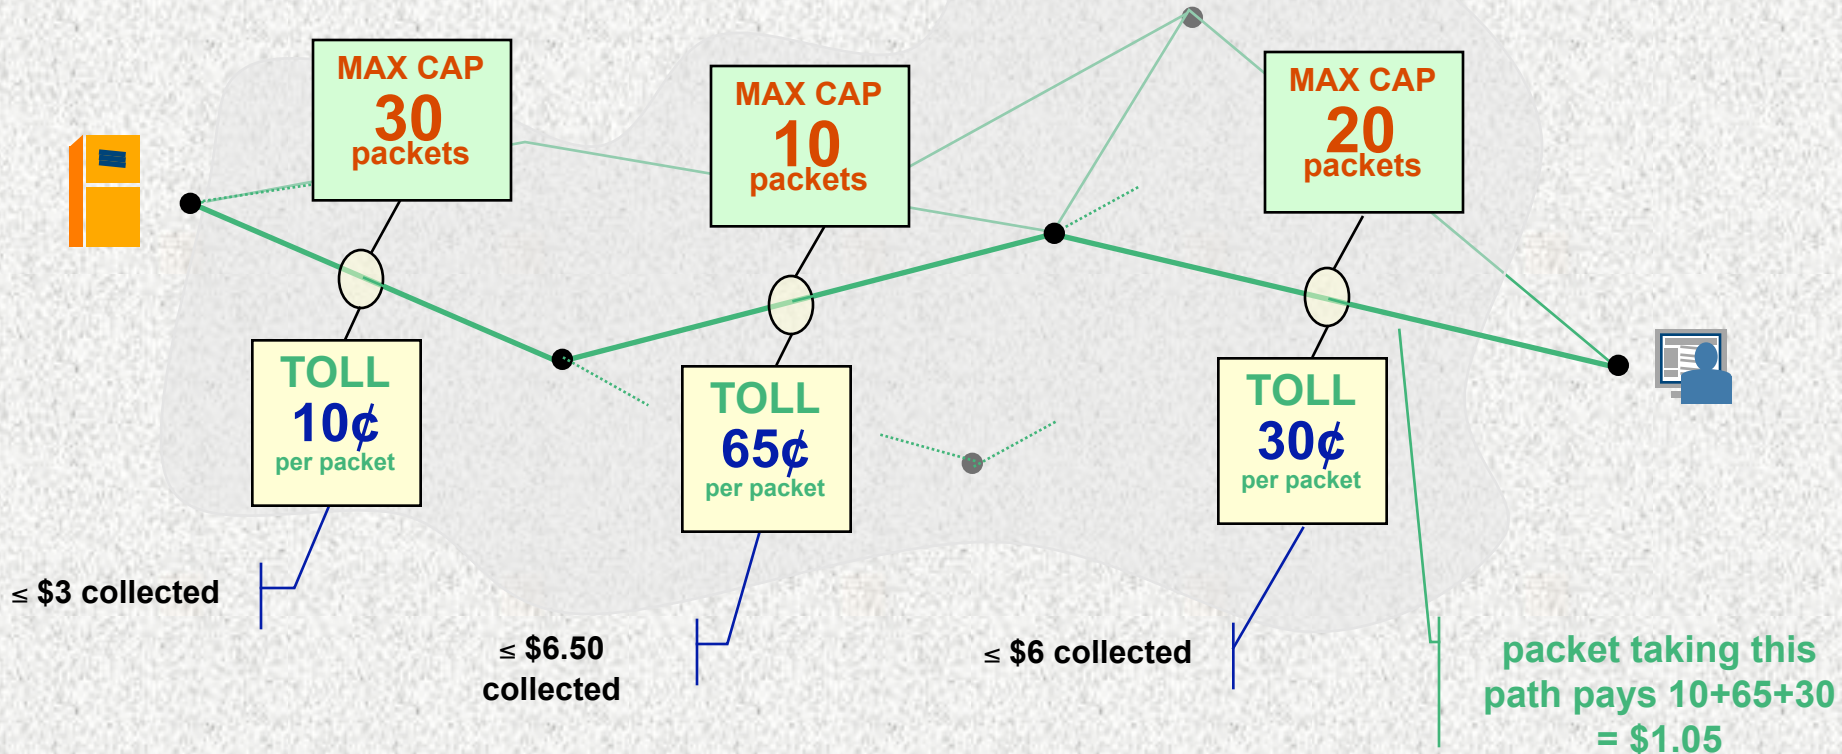 MAX CAP
30
packets
MAX CAP
10
packets
MAX CAP
20
packets
TOLL
10¢
per packet
TOLL
65¢
per packet
TOLL
30¢
per packet
≤ $3 collected
≤ $6.50
collected
≤ $6 collected
packet taking this
path pays 10+65+30
= $1.05